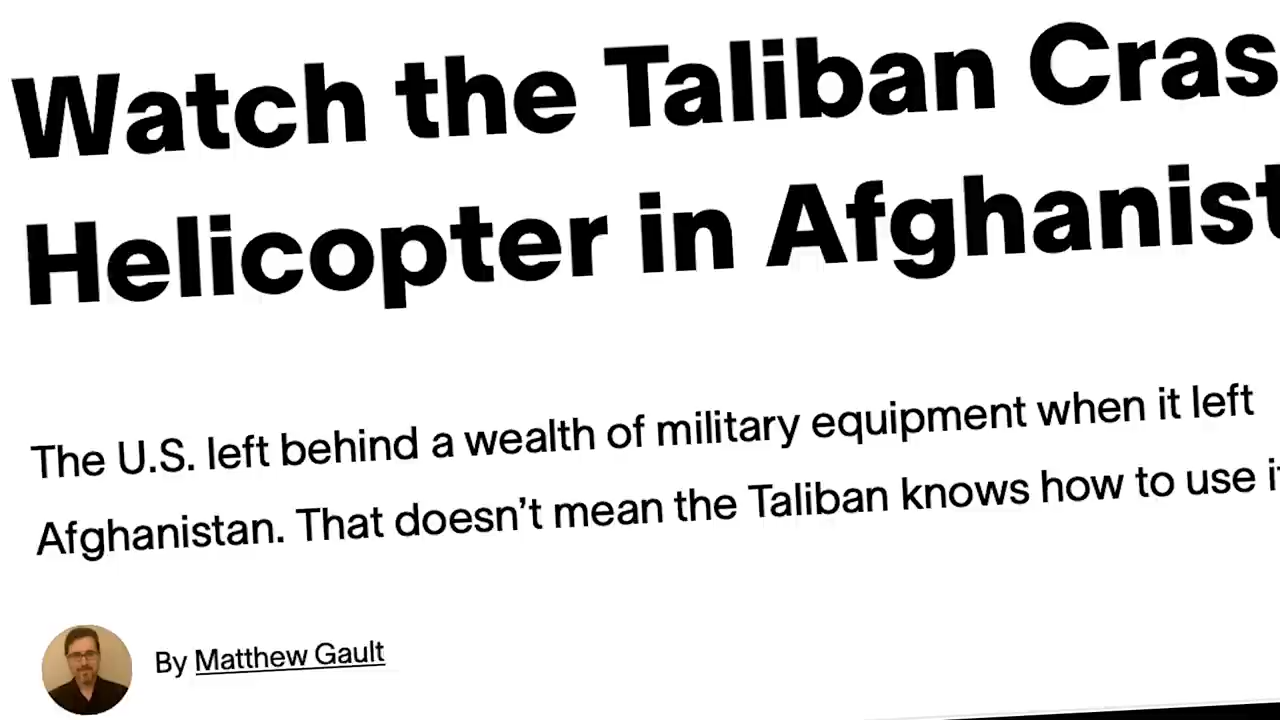 Watch the Taliban Cras
Helicopter in Afghanist
The U.S. left behind a wealth of military equipment when it left
Afghanistan. That doesn’t mean the Taliban knows how to use i
By Matthew Gault